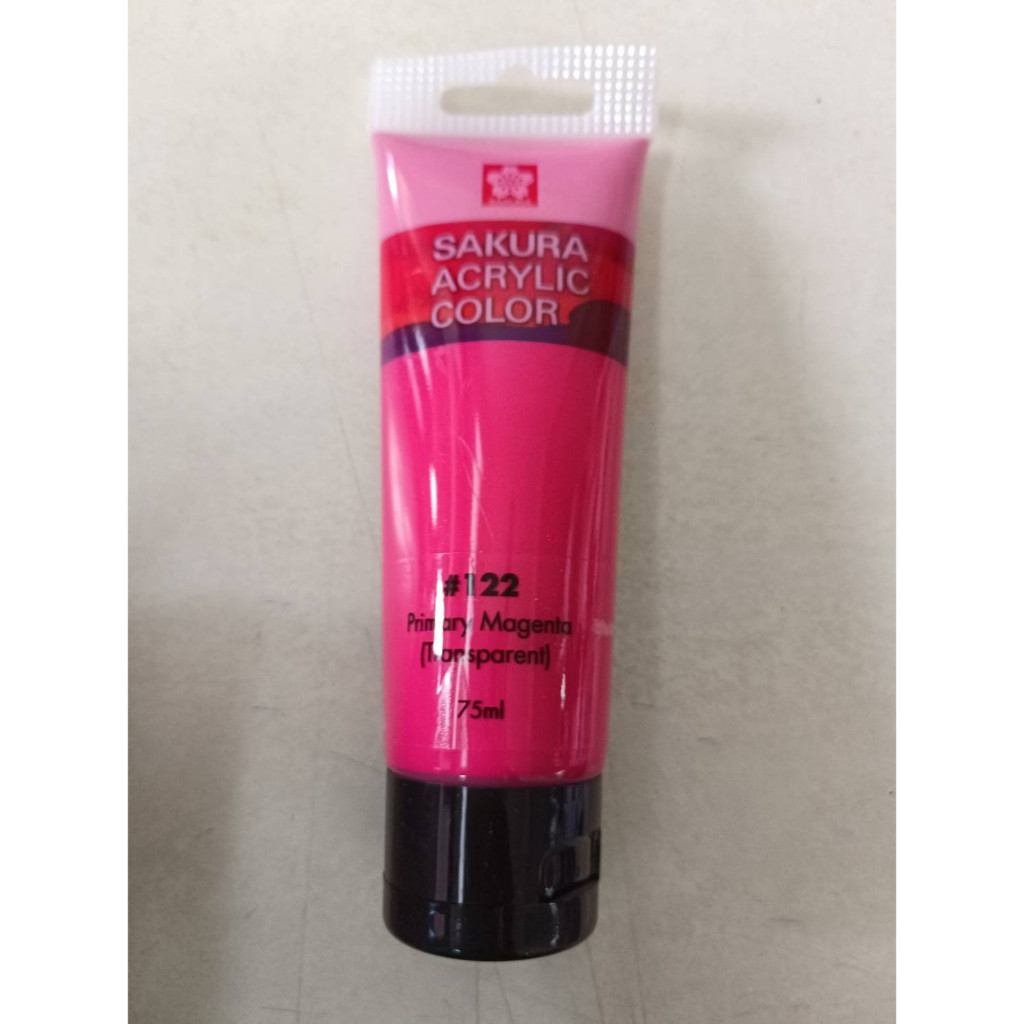 SAKURA
ACRYLIC
COLOR
#122
Primary Magenta
(Transparent)
75ml